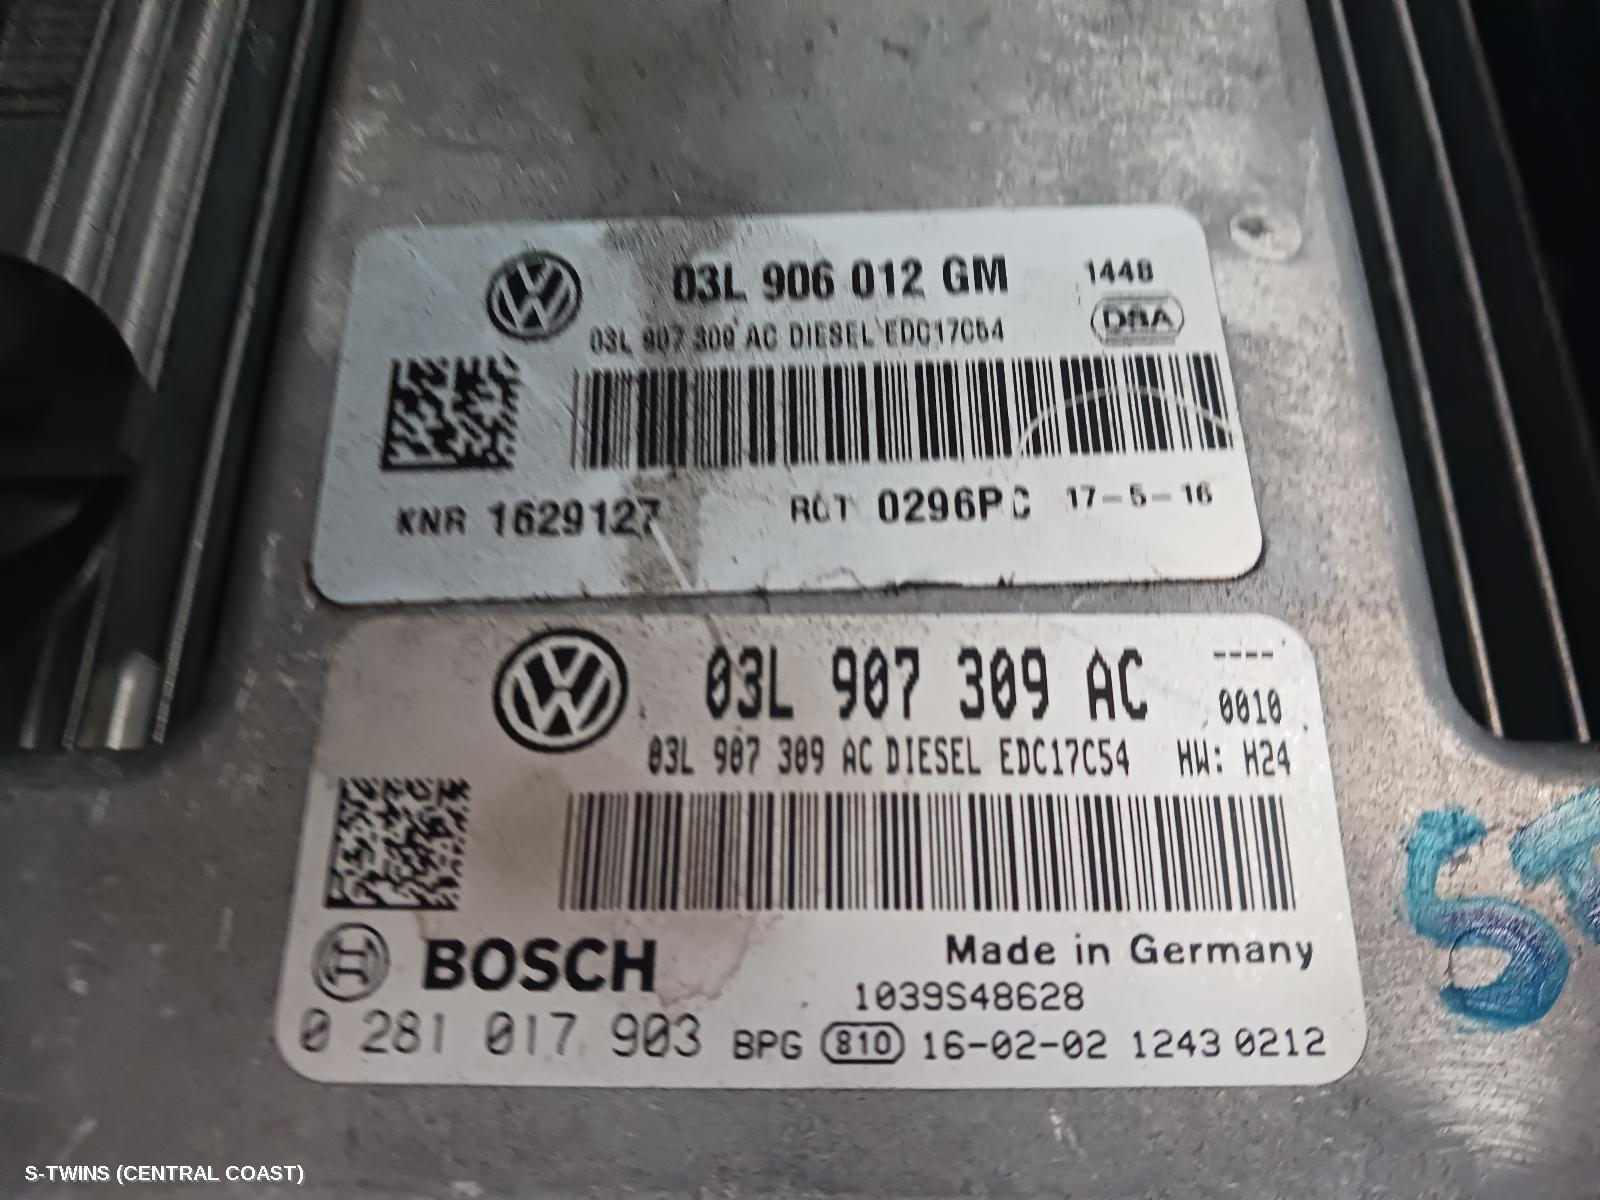 03L 906 012 GM
1448
03L 907 309 AC DIESEL EDC17C54
DSA
KNR 1629127
RCT 0296PC
17-5-16
03L 907 309 AC
----
0010
03L 907 309 AC DIESEL EDC17C54
HW: H24
BOSCH
Made in Germany
1039S48628
0 281 017 903 BPG 810 16-02-02 1243 0212
S-TWINS (CENTRAL COAST)